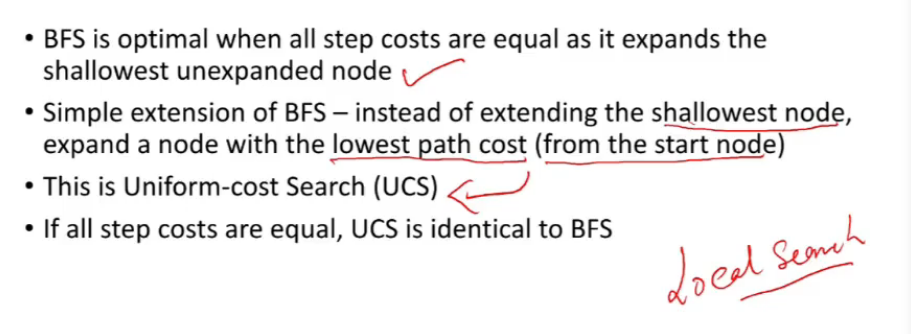 • BFS is optimal when all step costs are equal as it expands the
shallowest unexpanded node
• Simple extension of BFS – instead of extending the shallowest node,
expand a node with the lowest path cost (from the start node)
• This is Uniform-cost Search (UCS)
• If all step costs are equal, UCS is identical to BFS
Local Search